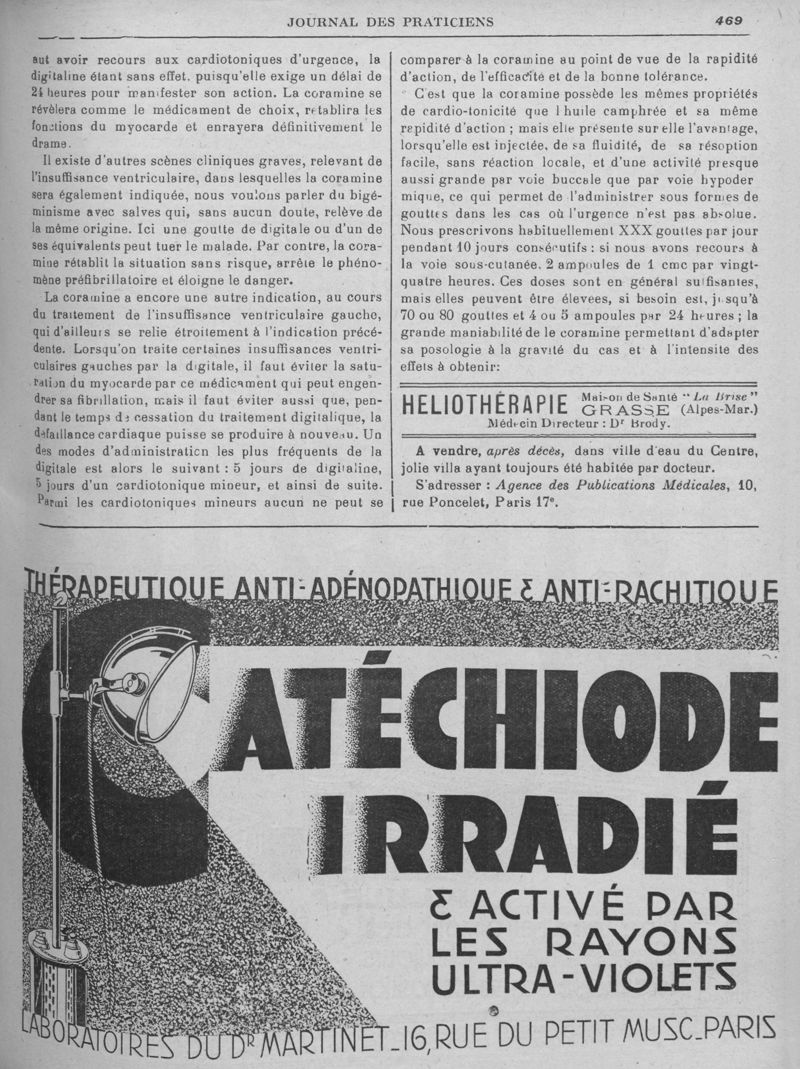 JOURNAL DES PRATICIENS 469
aut avoir recours aux cardiotoniques d'urgence, la
digitaline étant sans effet, puisqu'elle exige un délai de
24 heures pour manifester son action. La coramine se
révèlera comme le médicament de choix, rétablira les
fonctions du myocarde et enrayera définitivement le
drame.
Il existe d'autres scènes cliniques graves, relevant de
l'insuffisance ventriculaire, dans lesquelles la coramine
sera également indiquée, nous voulons parler du bigé-
minisme avec salves qui, sans aucun doute, relève de
la même origine. Ici une goutte de digitale ou d'un de
ses équivalents peut tuer le malade. Par contre, la cora-
mine rétablit la situation sans risque, arrête le phéno-
mène préfibrillatoire et éloigne le danger.
La coramine a encore une autre indication, au cours
du traitement de l'insuffisance ventriculaire gauche,
qui d'ailleurs se relie étroitement à l'indication précé-
dente. Lorsqu'on traite certaines insuffisances ventri-
culaires gauches par la digitale, il faut éviter la satu-
ration du myocarde par ce médicament qui peut engen-
drer sa fibrillation, mais il faut éviter aussi que, pen-
dant le temps de cessation du traitement digitalique, la
défaillance cardiaque puisse se produire à nouveau. Un
des modes d'administration les plus fréquents de la
digitale est alors le suivant : 5 jours de digitaline,
5 jours d'un cardiotonique mineur, et ainsi de suite.
Parmi les cardiotoniques mineurs aucun ne peut se
comparer à la coramine au point de vue de la rapidité
d'action, de l'efficacité et de la bonne tolérance.
C'est que la coramine possède les mêmes propriétés
de cardio-tonicité que l'huile camphrée et sa même
rapidité d'action ; mais elle présente sur elle l'avantage,
lorsqu'elle est injectée, de sa fluidité, de sa résoption
facile, sans réaction locale, et d'une activité presque
aussi grande par voie buccale que par voie hypoder
mique, ce qui permet de l'administrer sous formes de
gouttes dans les cas où l'urgence n'est pas absolue.
Nous prescrivons habituellement XXX gouttes par jour
pendant 10 jours consécutifs : si nous avons recours à
la voie sous-cutanée. 2 ampoules de 1 cmc par vingt-
quatre heures. Ces doses sont en général suffisantes,
mais elles peuvent être élevées, si besoin est, jusqu'à
70 ou 80 gouttes et 4 ou 5 ampoules par 24 heures ; la
grande maniabilité de le coramine permettant d'adapter
sa posologie à la gravité du cas et à l'intensité des
effets à obtenir:
HELIOTHÉRAPIE Maison de Santé "La Brise"
GRASSE (Alpes-Mar.)
Médecin Directeur : Dr Brody.
A vendre, après décès, dans ville d'eau du Centre,
jolie villa ayant toujours été habitée par docteur.
S'adresser : Agence des Publications Médicales, 10,
rue Poncelet, Paris 17e.
THÉRAPEUTIQUE ANTI-ADÉNOPATHIQUE & ANTI-RACHITIQUE
CATÉCHIODE
IRRADIÉ
& ACTIVÉ PAR
LES RAYONS
ULTRA-VIOLETS
LABORATOIRES DU Dr MARTINET_16, RUE DU PETIT MUSC_PARIS